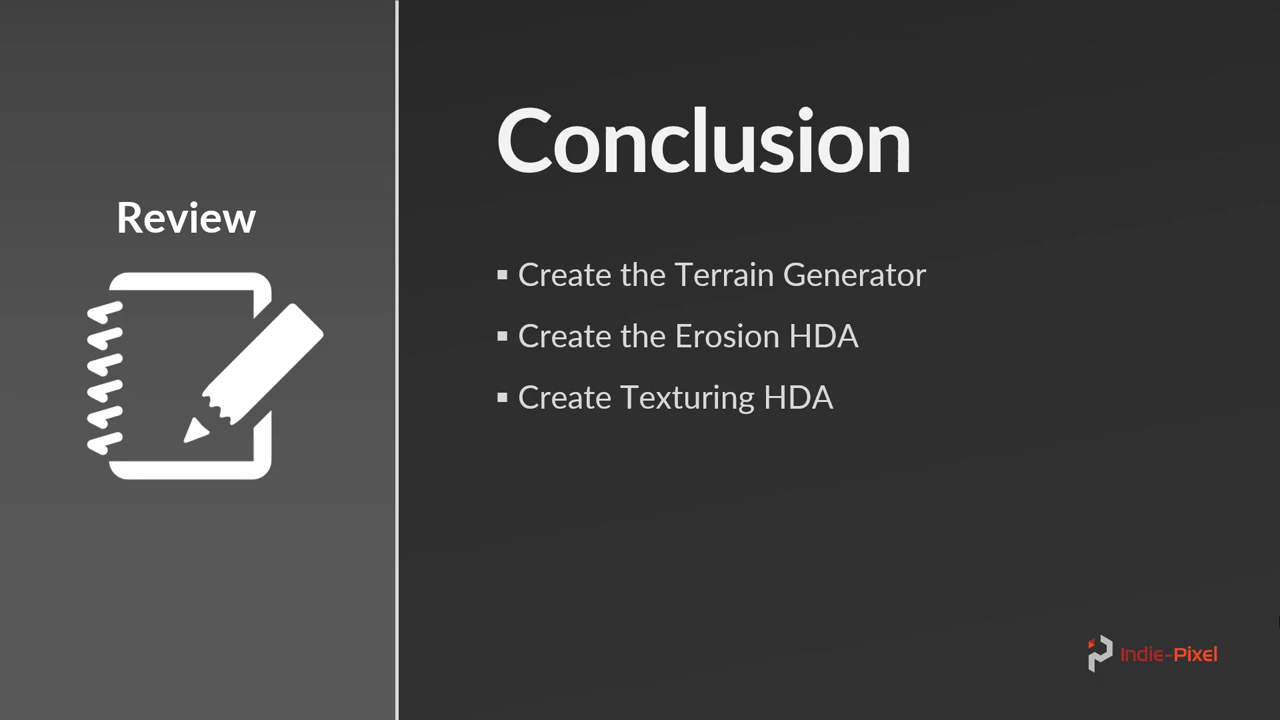 Review
Conclusion
▪ Create the Terrain Generator
▪ Create the Erosion HDA
▪ Create Texturing HDA
Indie-Pixel